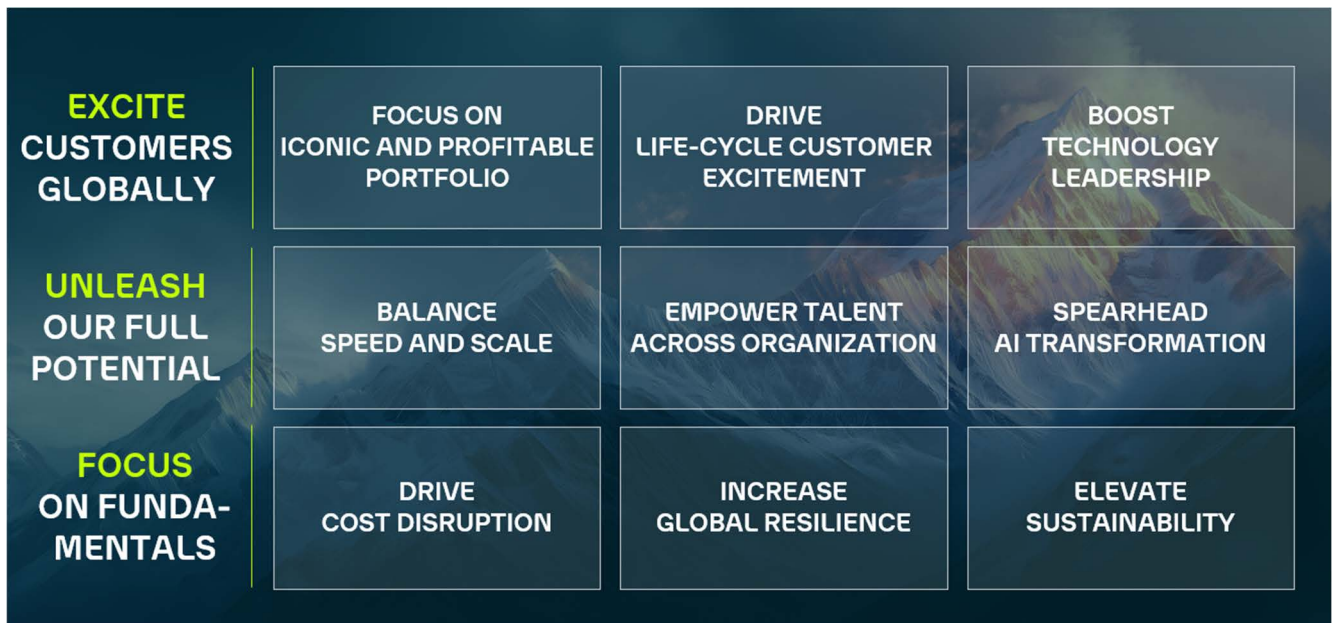 EXCITE
CUSTOMERS
GLOBALLY
FOCUS ON
ICONIC AND PROFITABLE
PORTFOLIO
DRIVE
LIFE-CYCLE CUSTOMER
EXCITEMENT
BOOST
TECHNOLOGY
LEADERSHIP
UNLEASH
OUR FULL
POTENTIAL
BALANCE
SPEED AND SCALE
EMPOWER TALENT
ACROSS ORGANIZATION
SPEARHEAD
AI TRANSFORMATION
FOCUS
ON FUNDA-
MENTALS
DRIVE
COST DISRUPTION
INCREASE
GLOBAL RESILIENCE
ELEVATE
SUSTAINABILITY